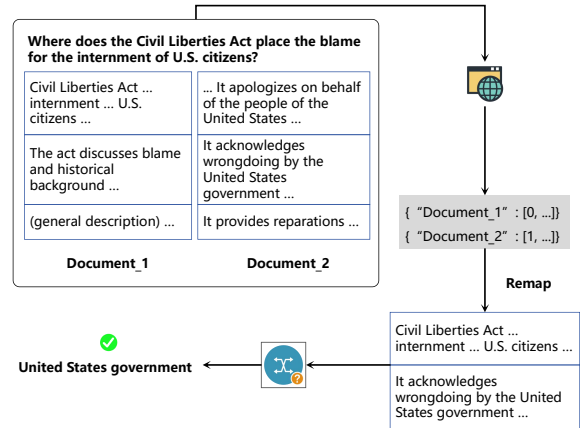 Where does the Civil Liberties Act place the blame
for the internment of U.S. citizens?
Civil Liberties Act ...
internment ... U.S.
citizens ...
The act discusses blame
and historical
background ...
(general description) ...
Document_1
... It apologizes on behalf
of the people of the
United States ...
It acknowledges
wrongdoing by the
United States
government ...
It provides reparations ...
Document_2
{ “Document_1” : [0, ...]}
{ “Document_2” : [1, ...]}
Remap
Civil Liberties Act ...
internment ... U.S. citizens ...
It acknowledges
wrongdoing by the United
States government ...
?
United States government